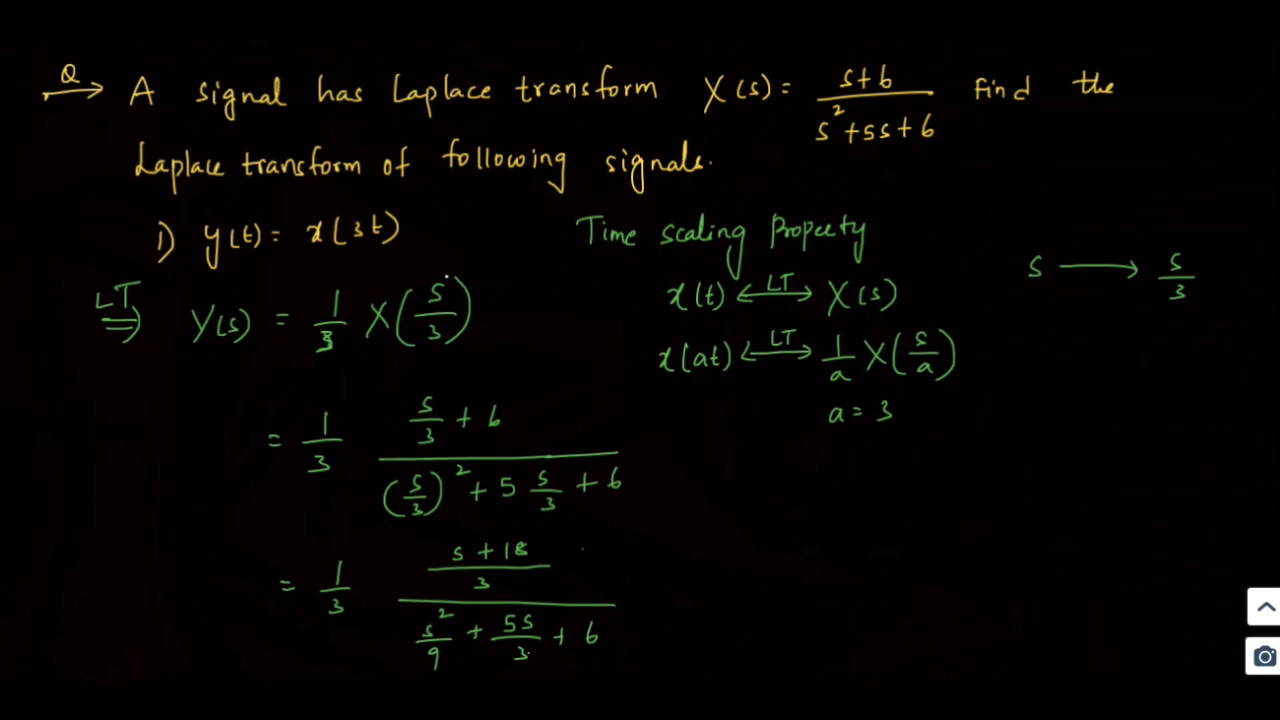 Q → A signal has Laplace transform X(s) = (s+6)/(s²+5s+6) find the
Laplace transform of following signals.
1) y(t) = x(3t)
Time scaling Property
x(t) ⟷LT X(s)
s → s/3
LT ⇒ Y(s) = 1/3 X(s/3)
x(at) ⟷LT 1/a X(s/a)
a = 3
= 1/3 (s/3 + 6)/((s/3)² + 5 s/3 + 6)
= 1/3 ((s + 18)/3)/(s²/9 + 5s/3 + 6)